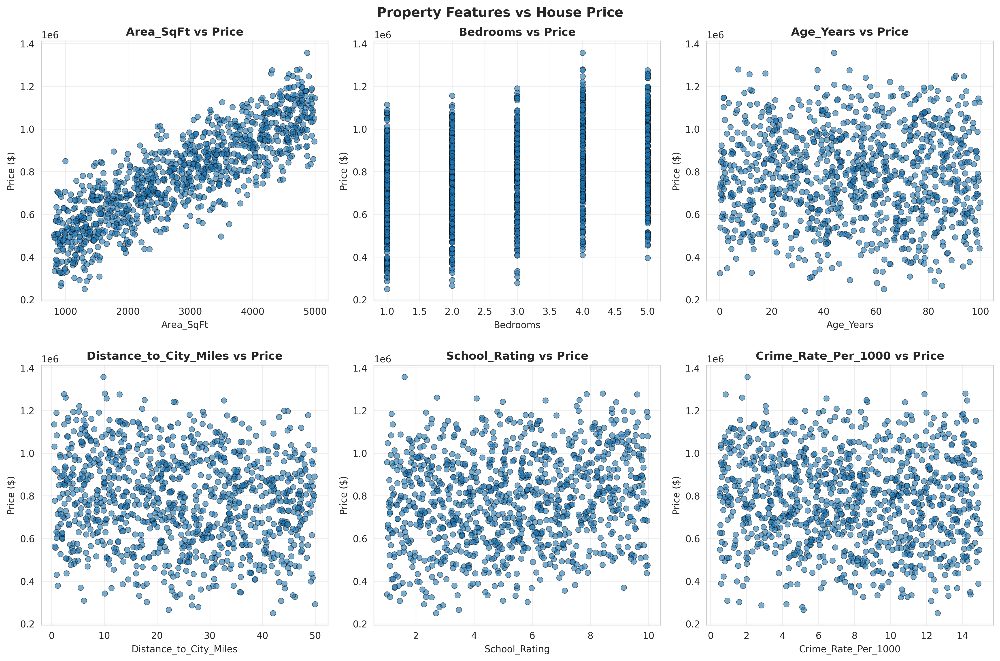 Property Features vs House Price
Area_SqFt vs Price
1e6
1.4
1.2
1.0
0.8
0.6
0.4
0.2
Price ($)
1000 2000 3000 4000 5000
Area_SqFt
Bedrooms vs Price
1e6
1.4
1.2
1.0
0.8
0.6
0.4
0.2
Price ($)
1.0 1.5 2.0 2.5 3.0 3.5 4.0 4.5 5.0
Bedrooms
Age_Years vs Price
1e6
1.4
1.2
1.0
0.8
0.6
0.4
0.2
Price ($)
0 20 40 60 80 100
Age_Years
Distance_to_City_Miles vs Price
1e6
1.4
1.2
1.0
0.8
0.6
0.4
0.2
Price ($)
0 10 20 30 40 50
Distance_to_City_Miles
School_Rating vs Price
1e6
1.4
1.2
1.0
0.8
0.6
0.4
0.2
Price ($)
2 4 6 8 10
School_Rating
Crime_Rate_Per_1000 vs Price
1e6
1.4
1.2
1.0
0.8
0.6
0.4
0.2
Price ($)
0 2 4 6 8 10 12 14
Crime_Rate_Per_1000